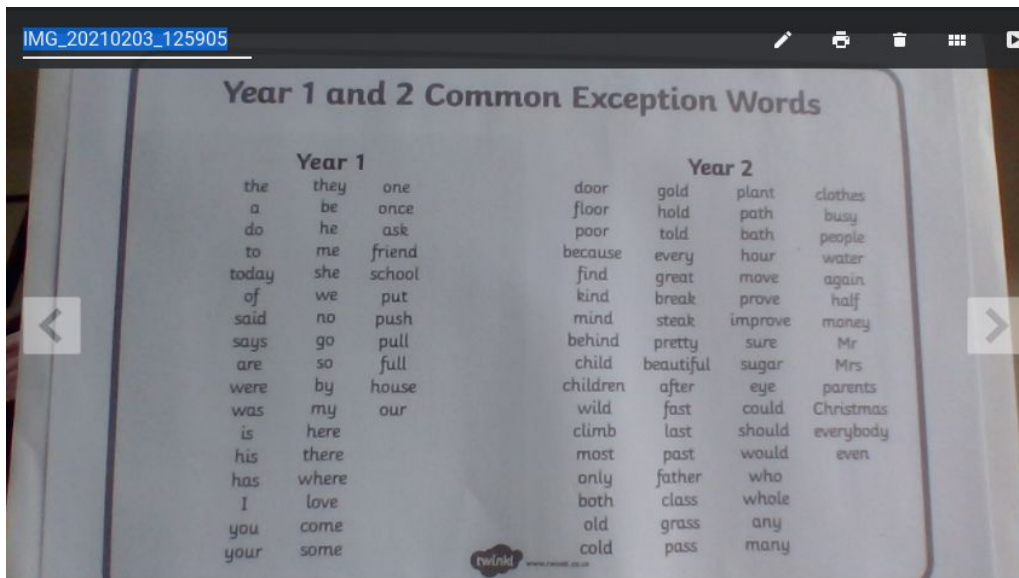 IMG_20210203_125905
Year 1 and 2 Common Exception Words
Year 1
the they one
a be once
do he ask
to me friend
today she school
of we put
said no push
says go pull
are so full
were by house
was my our
is here
his there
has where
I love
you come
your some
Year 2
door gold plant clothes
floor hold path busy
poor told bath people
because every hour water
find great move again
kind break prove half
mind steak improve money
behind pretty sure Mr
child beautiful sugar Mrs
children after eye parents
wild fast could Christmas
climb last should everybody
most past would even
only father who
both class whole
old grass any
cold pass many
twinkl www.twinkl.co.uk